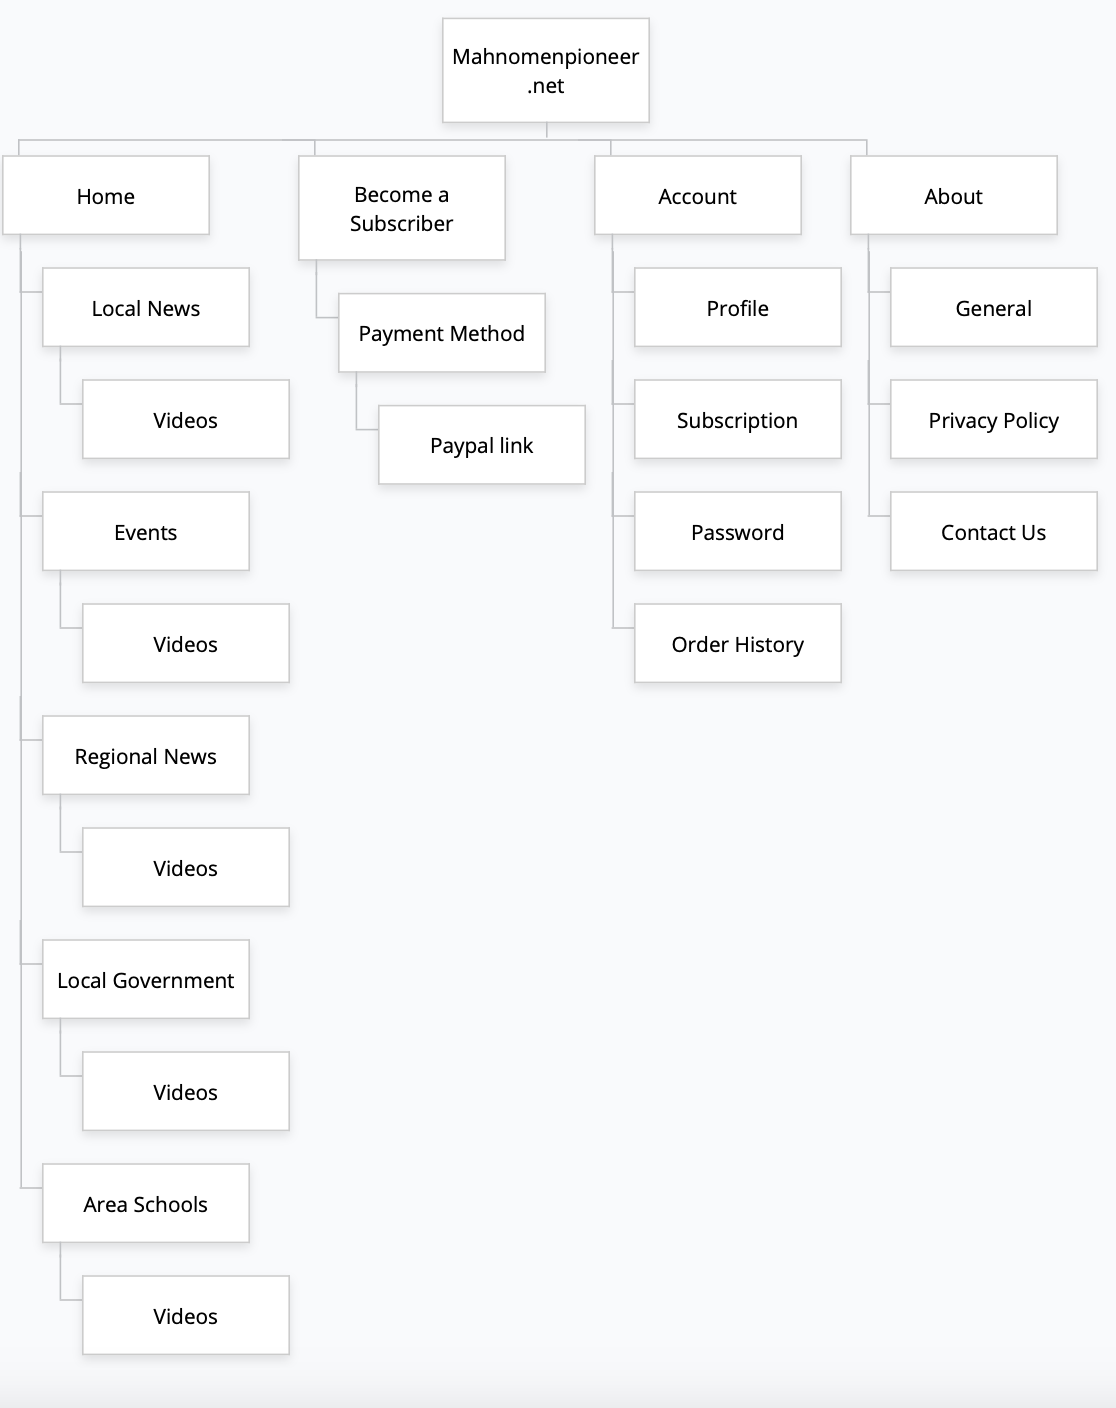 Mahnomenpioneer
.net
Home
Become a
Subscriber
Account
About
Local News
Payment Method
Profile
General
Videos
Paypal link
Subscription
Privacy Policy
Events
Password
Contact Us
Videos
Order History
Regional News
Videos
Local Government
Videos
Area Schools
Videos